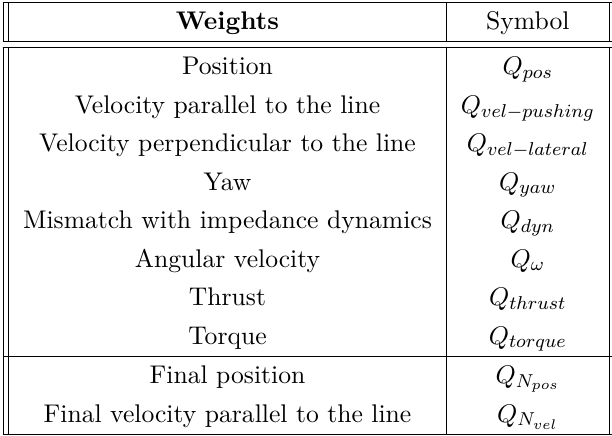 Weights Symbol
Position Q_{pos}
Velocity parallel to the line Q_{vel−pushing}
Velocity perpendicular to the line Q_{vel−lateral}
Yaw Q_{yaw}
Mismatch with impedance dynamics Q_{dyn}
Angular velocity Q_ω
Thrust Q_{thrust}
Torque Q_{torque}
Final position Q_{N_{pos}}
Final velocity parallel to the line Q_{N_{vel}}